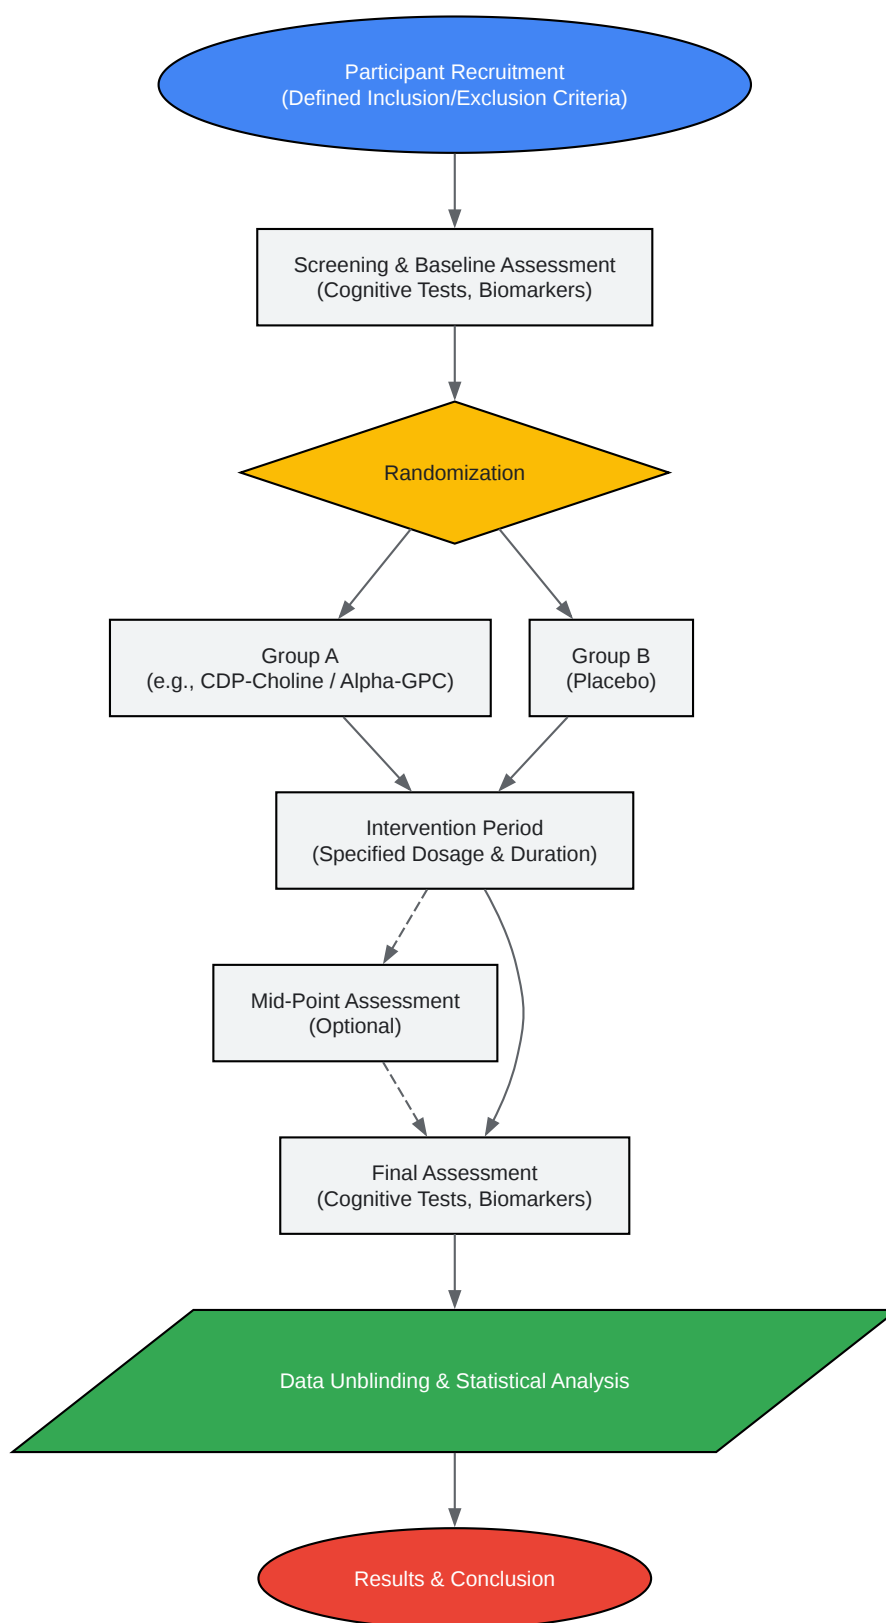 Participant Recruitment
(Defined Inclusion/Exclusion Criteria)
Screening & Baseline Assessment
(Cognitive Tests, Biomarkers)
Randomization
Group A
(e.g., CDP-Choline / Alpha-GPC)
Group B
(Placebo)
Intervention Period
(Specified Dosage & Duration)
Mid-Point Assessment
(Optional)
Final Assessment
(Cognitive Tests, Biomarkers)
Data Unblinding & Statistical Analysis
Results & Conclusion